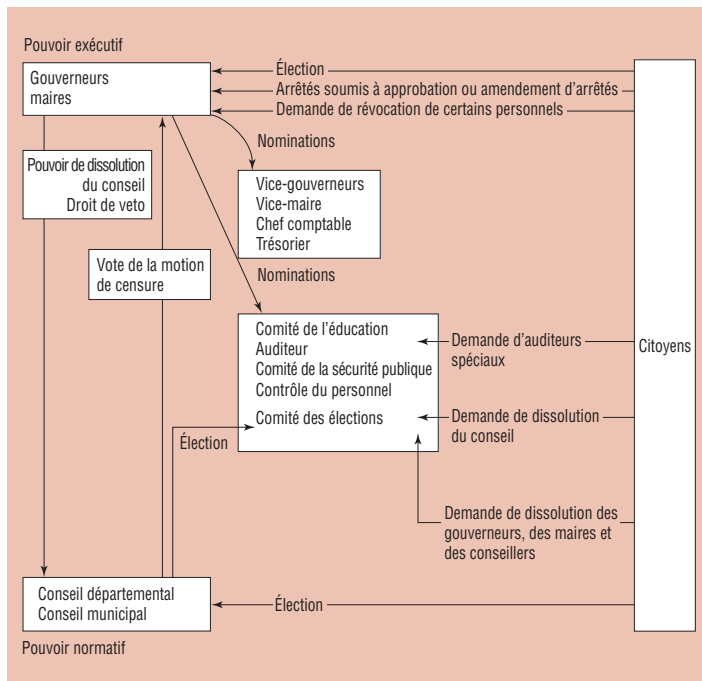 Pouvoir exécutif
Gouverneurs
maires
Élection
Arrêtés soumis à approbation ou amendement d’arrêtés
Demande de révocation de certains personnels
Nominations
Pouvoir de dissolution
du conseil
Droit de veto
Vice-gouverneurs
Vice-maire
Chef comptable
Trésorier
Vote de la motion
de censure
Nominations
Comité de l’éducation
Auditeur
Comité de la sécurité publique
Contrôle du personnel
Comité des élections
Demande d’auditeurs
spéciaux
Citoyens
Demande de dissolution
du conseil
Élection
Demande de dissolution des
gouverneurs, des maires et
des conseillers
Conseil départemental
Conseil municipal
Élection
Pouvoir normatif